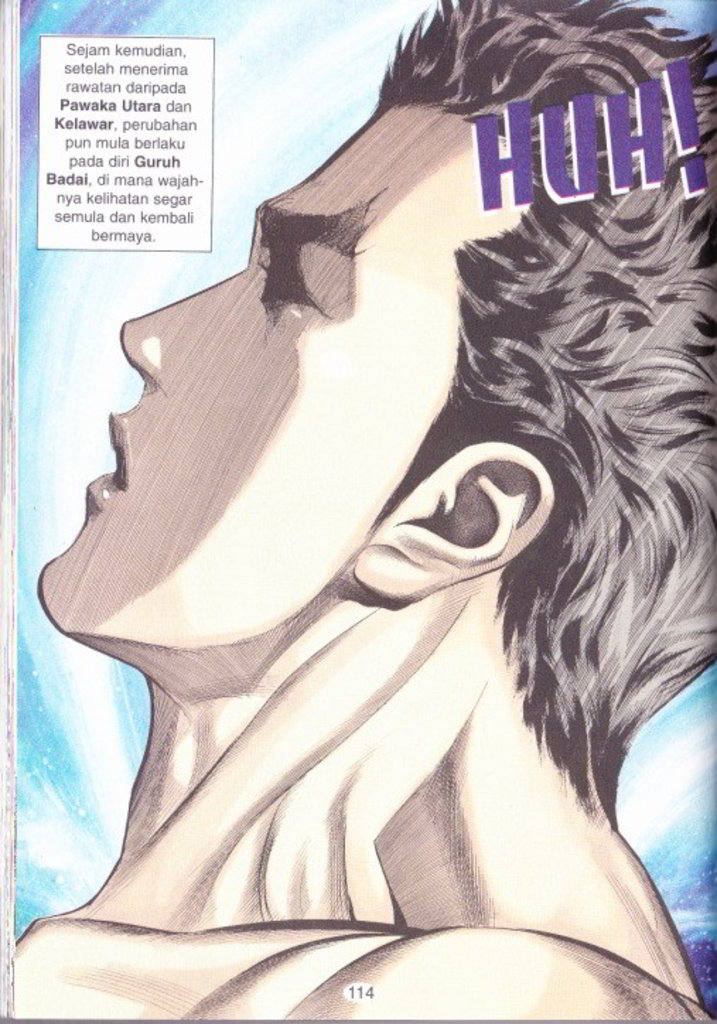 Sejam kemudian,
setelah menerima
rawatan daripada
Pawaka Utara dan
Kelawar, perubahan
pun mula berlaku
pada diri Guruh
Badai, di mana wajah-
nya kelihatan segar
semula dan kembali
bermaya.
HUH!
114